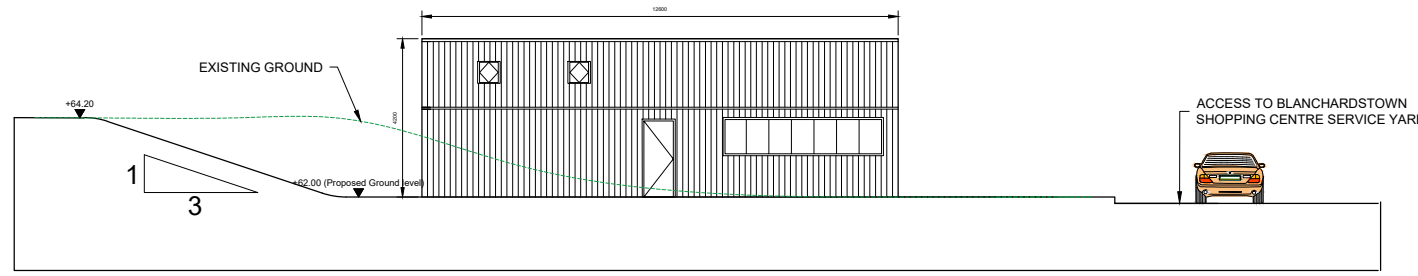 12600
EXISTING GROUND
+64.20
4200
ACCESS TO BLANCHARDSTOWN
SHOPPING CENTRE SERVICE YARD
1
+62.00 (Proposed Ground level)
3